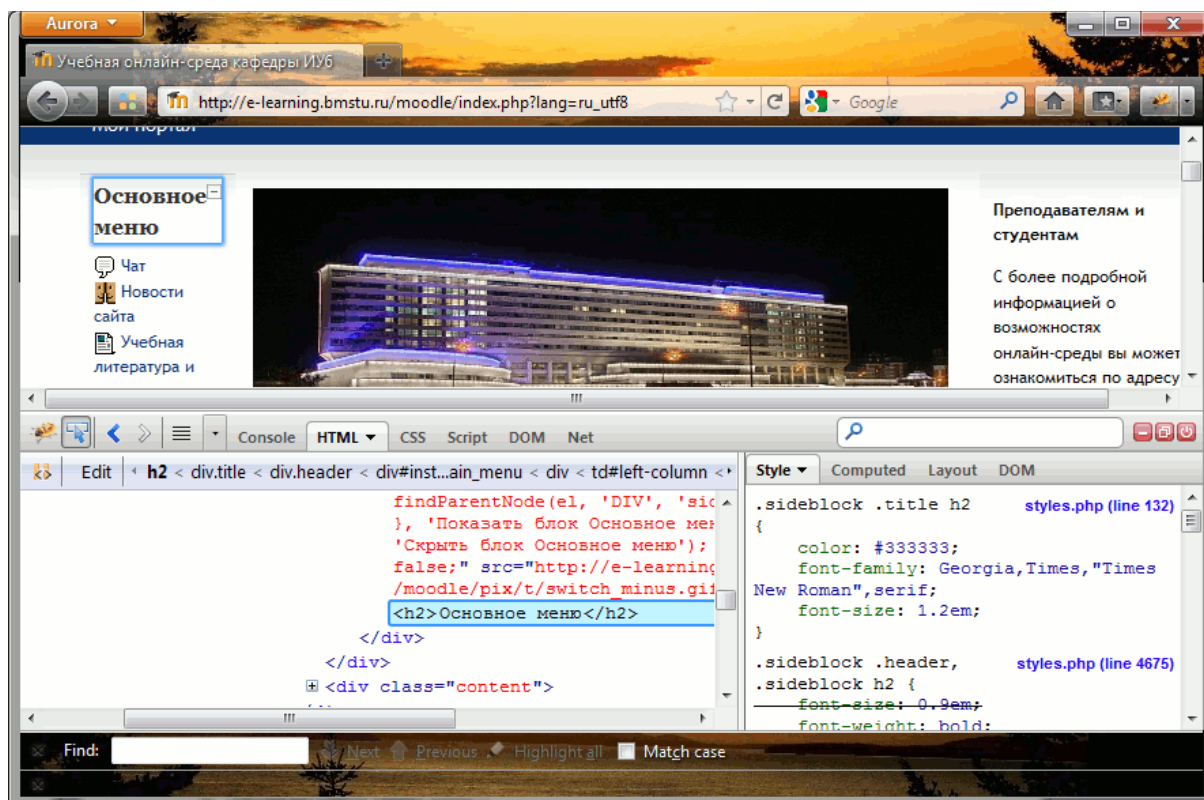 Aurora
Учебная онлайн-среда кафедры ИУ6
http://e-learning.bmstu.ru/moodle/index.php?lang=ru_utf8
Google
Мой портал
Основное
меню
Чат
Новости
сайта
Учебная
литература и
Преподавателям и
студентам
С более подробной
информацией о
возможностях
онлайн-среды вы может
ознакомиться по адресу
Console HTML CSS Script DOM Net
Edit h2 < div.title < div.header < div#inst...ain_menu < div < td#left-column <
findParentNode(el, 'DIV', 'sid
}, 'Показать блок Основное мен
'Скрыть блок Основное меню');
false;" src="http://e-learning
/moodle/pix/t/switch_minus.gif
<h2>Основное меню</h2>
</div>
</div>
<div class="content">
Style Computed Layout DOM
.sideblock .title h2 styles.php (line 132)
{
color: #333333;
font-family: Georgia,Times,"Times
New Roman",serif;
font-size: 1.2em;
}
.sideblock .header, styles.php (line 4675)
.sideblock h2 {
font-size: 0.9em;
font-weight: bold;
Find: Next Previous Highlight all Match case